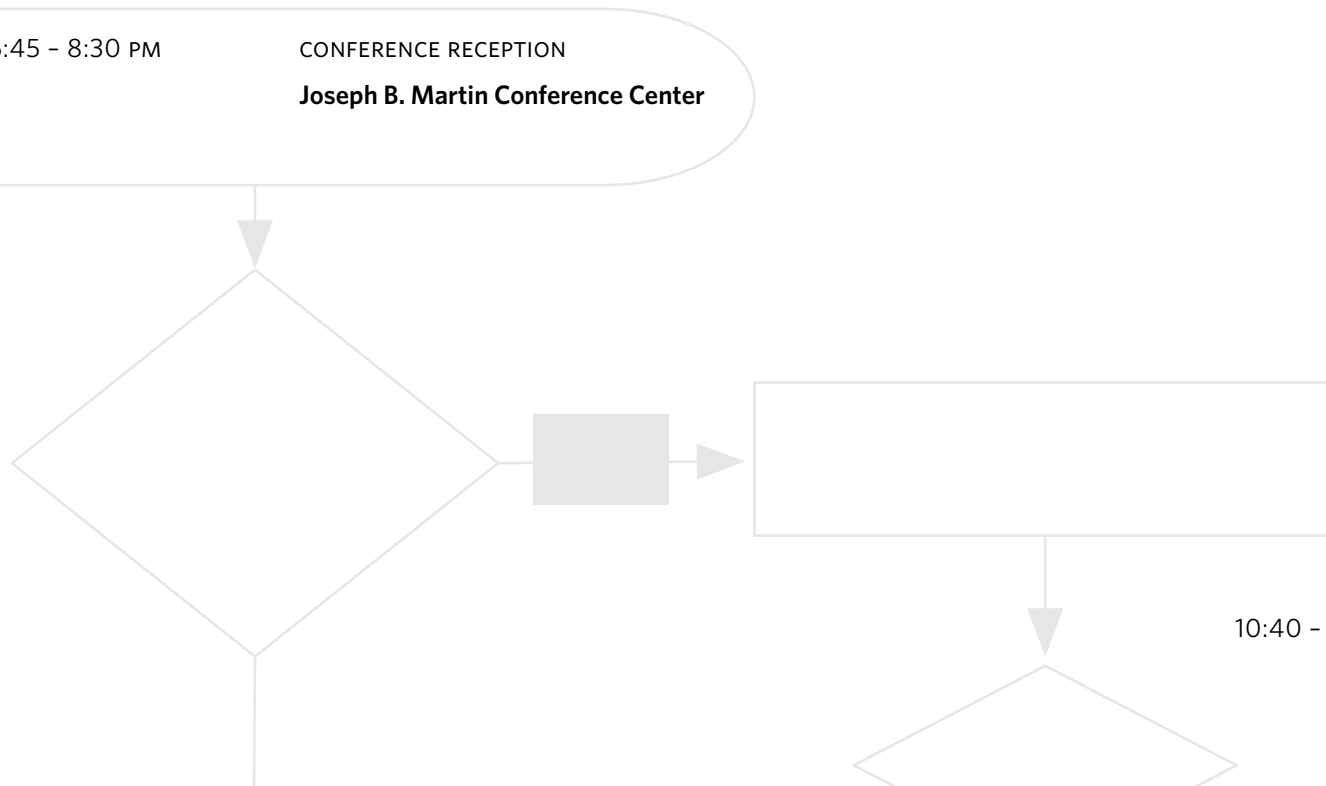 :45 – 8:30 PM
CONFERENCE RECEPTION
Joseph B. Martin Conference Center
10:40 –